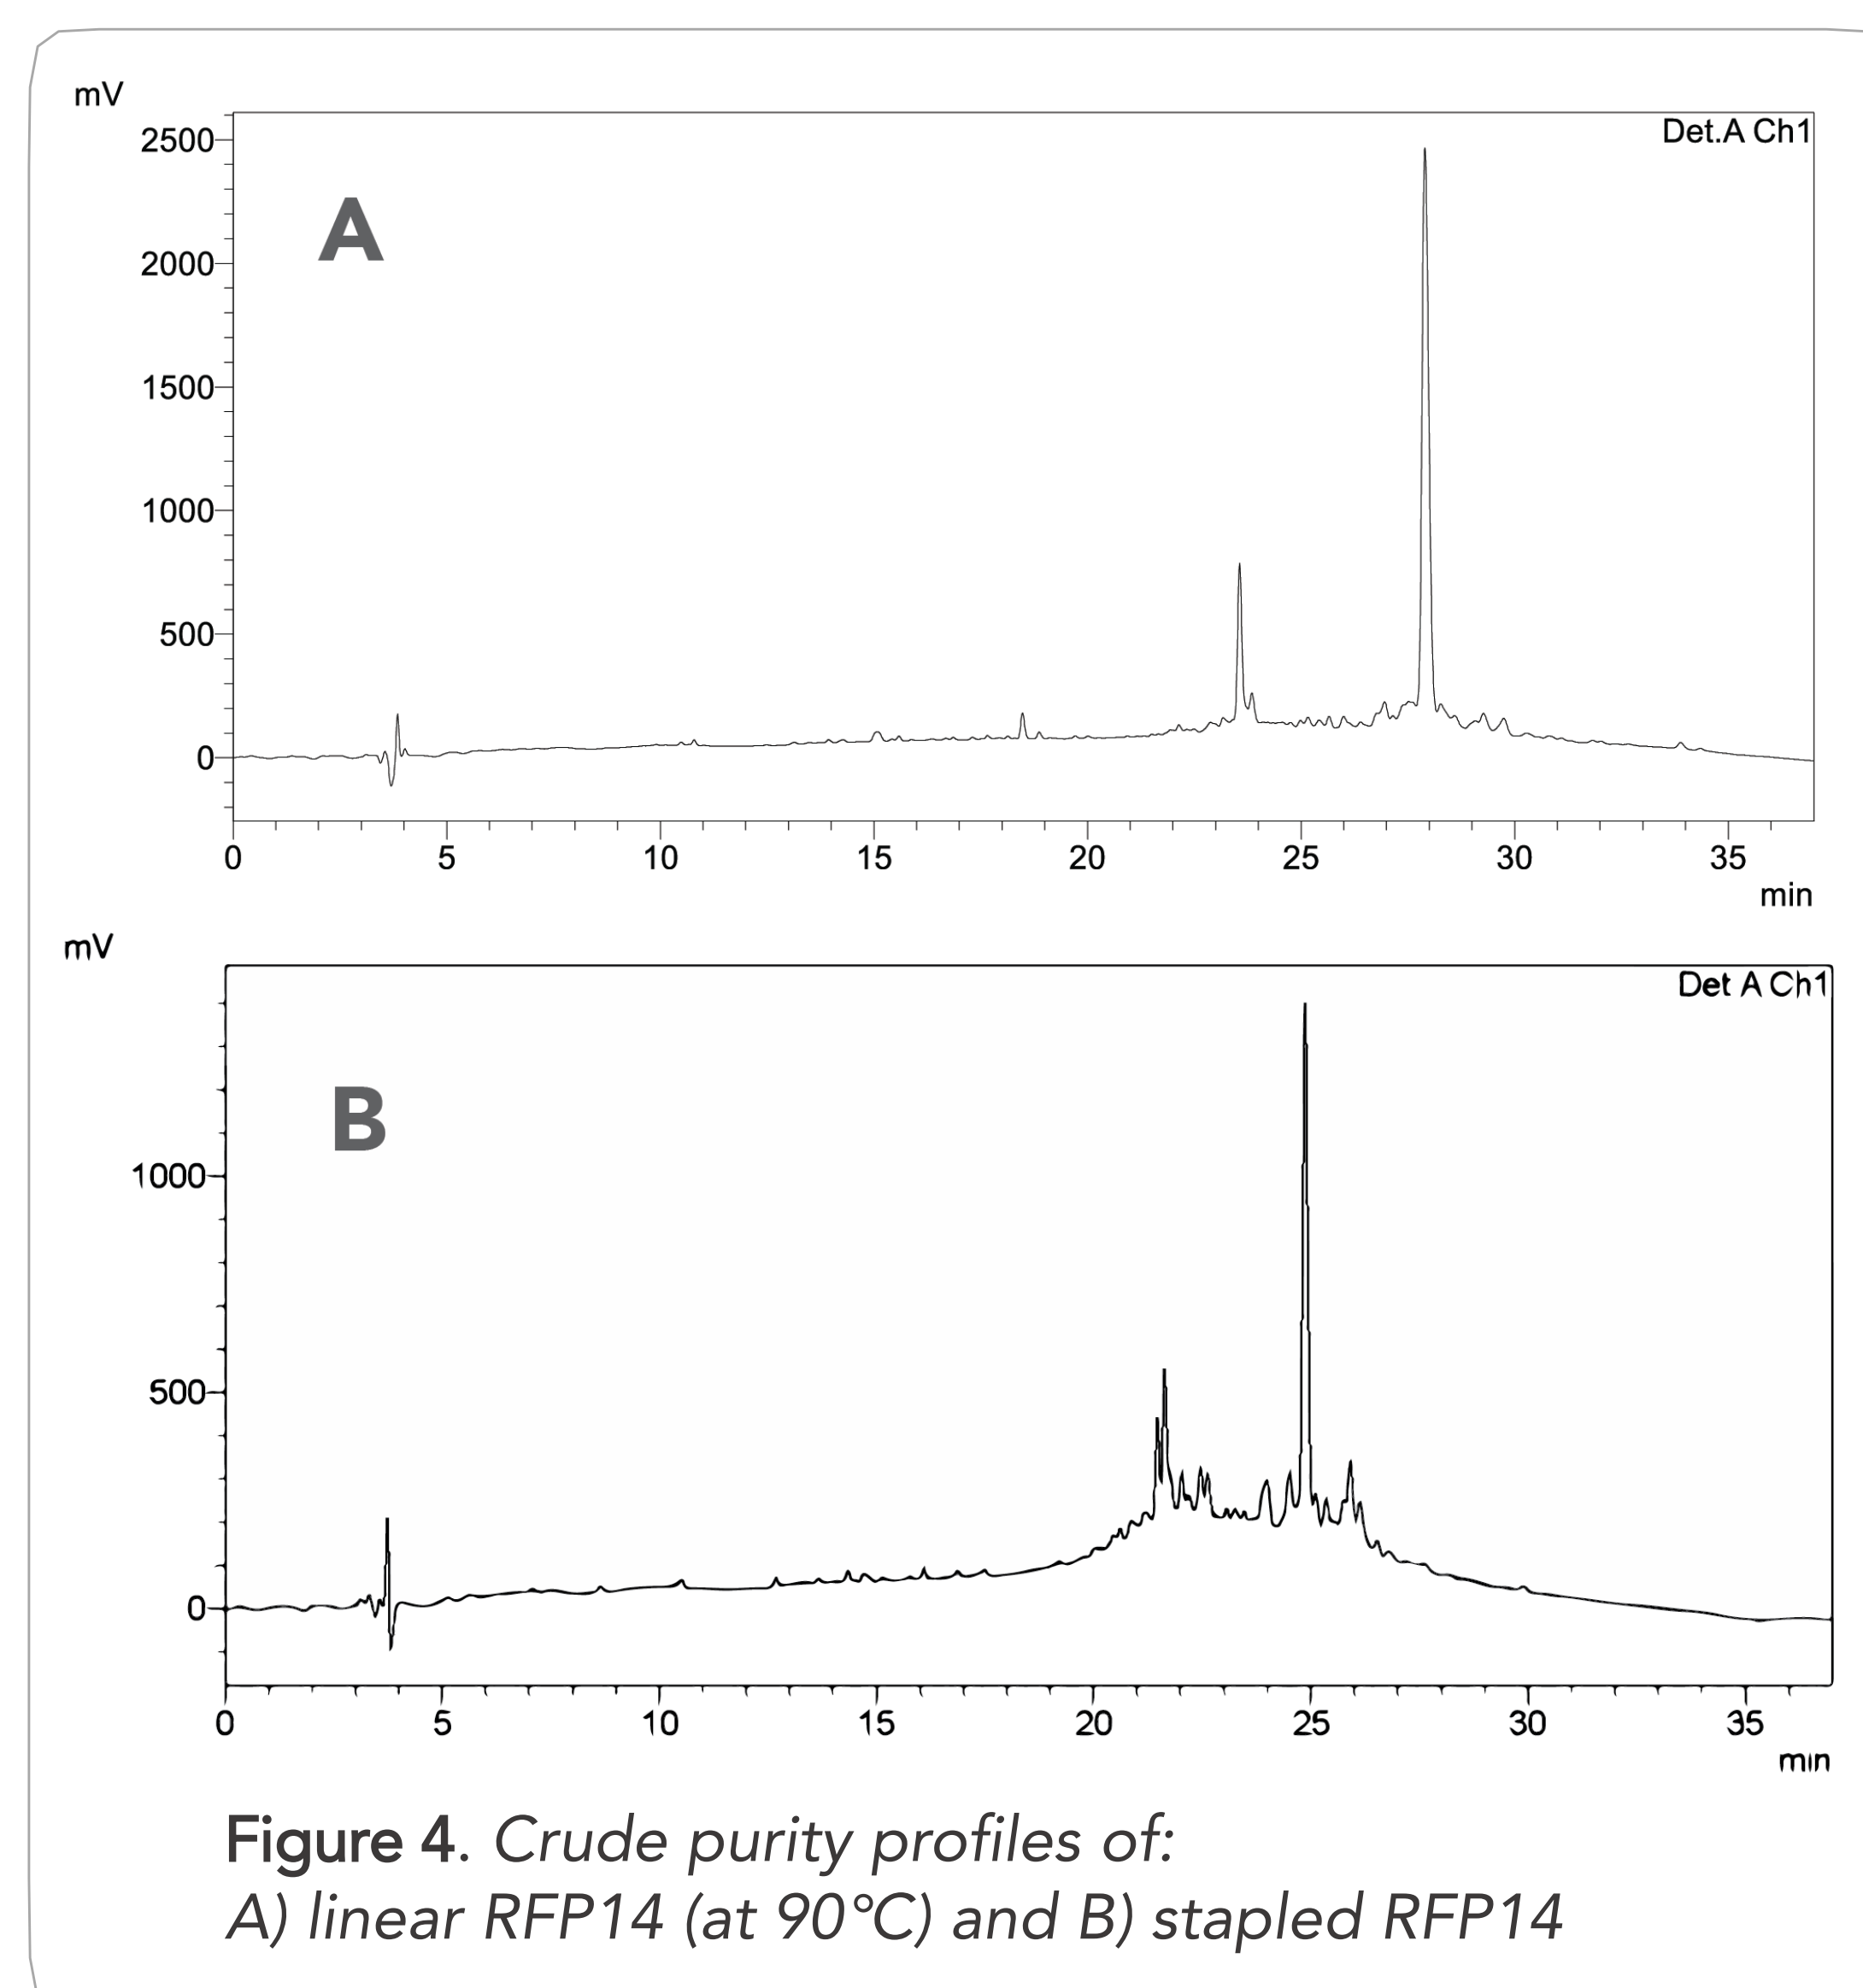 mV
Det.A Ch1
A
2500
2000
1500
1000
500
0
0 5 10 15 20 25 30 35
min
mV
Det A Ch1
B
1000
500
0
0 5 10 15 20 25 30 35
min
Figure 4. Crude purity profiles of:
A) linear RFP14 (at 90°C) and B) stapled RFP14